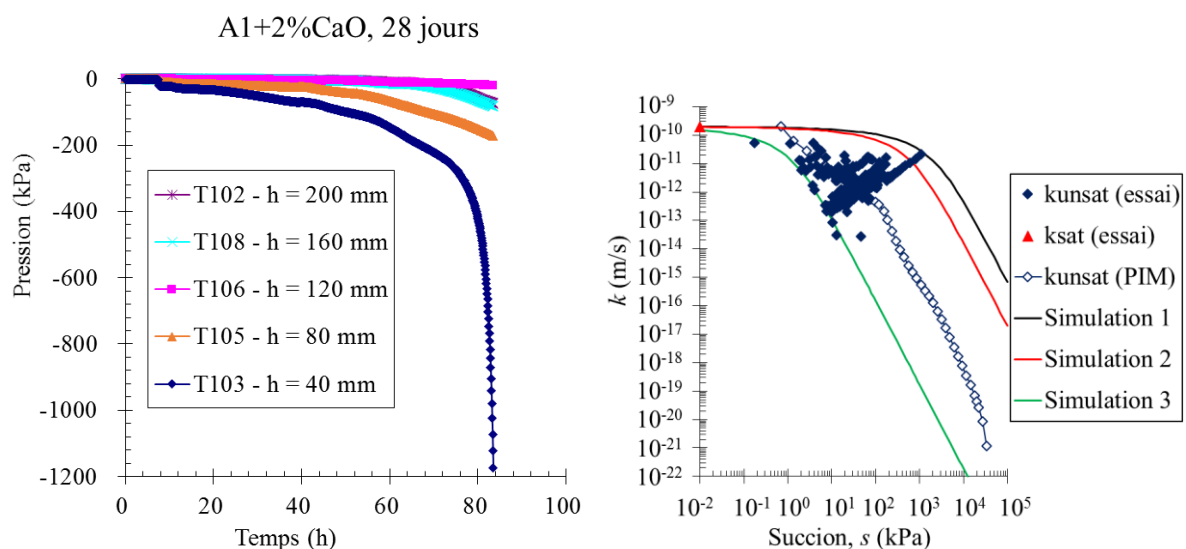 A1+2%CaO, 28 jours
0
-200
-400
-600
-800
-1000
-1200
Pression (kPa)
T102 - h = 200 mm
T108 - h = 160 mm
T106 - h = 120 mm
T105 - h = 80 mm
T103 - h = 40 mm
0 20 40 60 80 100
Temps (h)
10⁻⁹
10⁻¹⁰
10⁻¹¹
10⁻¹²
10⁻¹³
10⁻¹⁴
10⁻¹⁵
10⁻¹⁶
10⁻¹⁷
10⁻¹⁸
10⁻¹⁹
10⁻²⁰
10⁻²¹
10⁻²²
k (m/s)
10⁻² 10⁻¹ 10⁰ 10¹ 10² 10³ 10⁴ 10⁵
Succion, s (kPa)
kunsat (essai)
ksat (essai)
kunsat (PIM)
Simulation 1
Simulation 2
Simulation 3